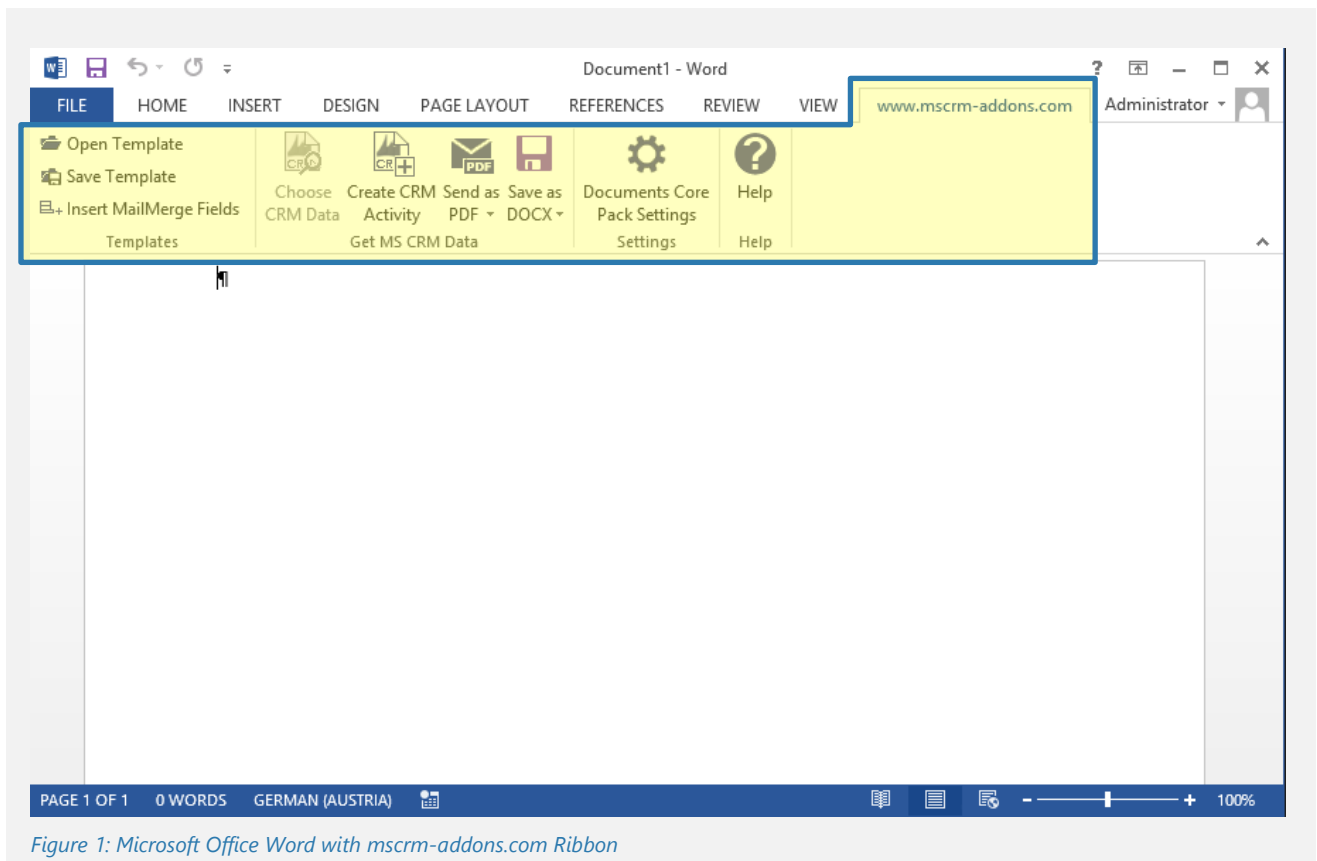 Document1 - Word
FILE HOME INSERT DESIGN PAGE LAYOUT REFERENCES REVIEW VIEW www.mscrm-addons.com Administrator
Open Template
Save Template
Insert MailMerge Fields
Templates
Choose
CRM Data
Create CRM
Activity
PDF
Send as
PDF
Save as
DOCX
Get MS CRM Data
Documents Core
Pack Settings
Settings
Help
Help
¶
PAGE 1 OF 1 0 WORDS GERMAN (AUSTRIA) 100%
Figure 1: Microsoft Office Word with mscrm-addons.com Ribbon